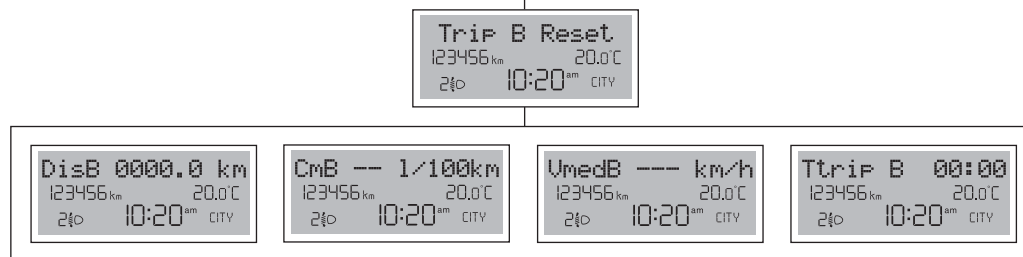 Trip B Reset
123456 km 20.0°C
2 10:20 am CITY
DisB 0000.0 km
123456 km 20.0°C
2 10:20 am CITY
CmB -- l/100km
123456 km 20.0°C
2 10:20 am CITY
VmedB --- km/h
123456 km 20.0°C
2 10:20 am CITY
Ttrip B 00:00
123456 km 20.0°C
2 10:20 am CITY